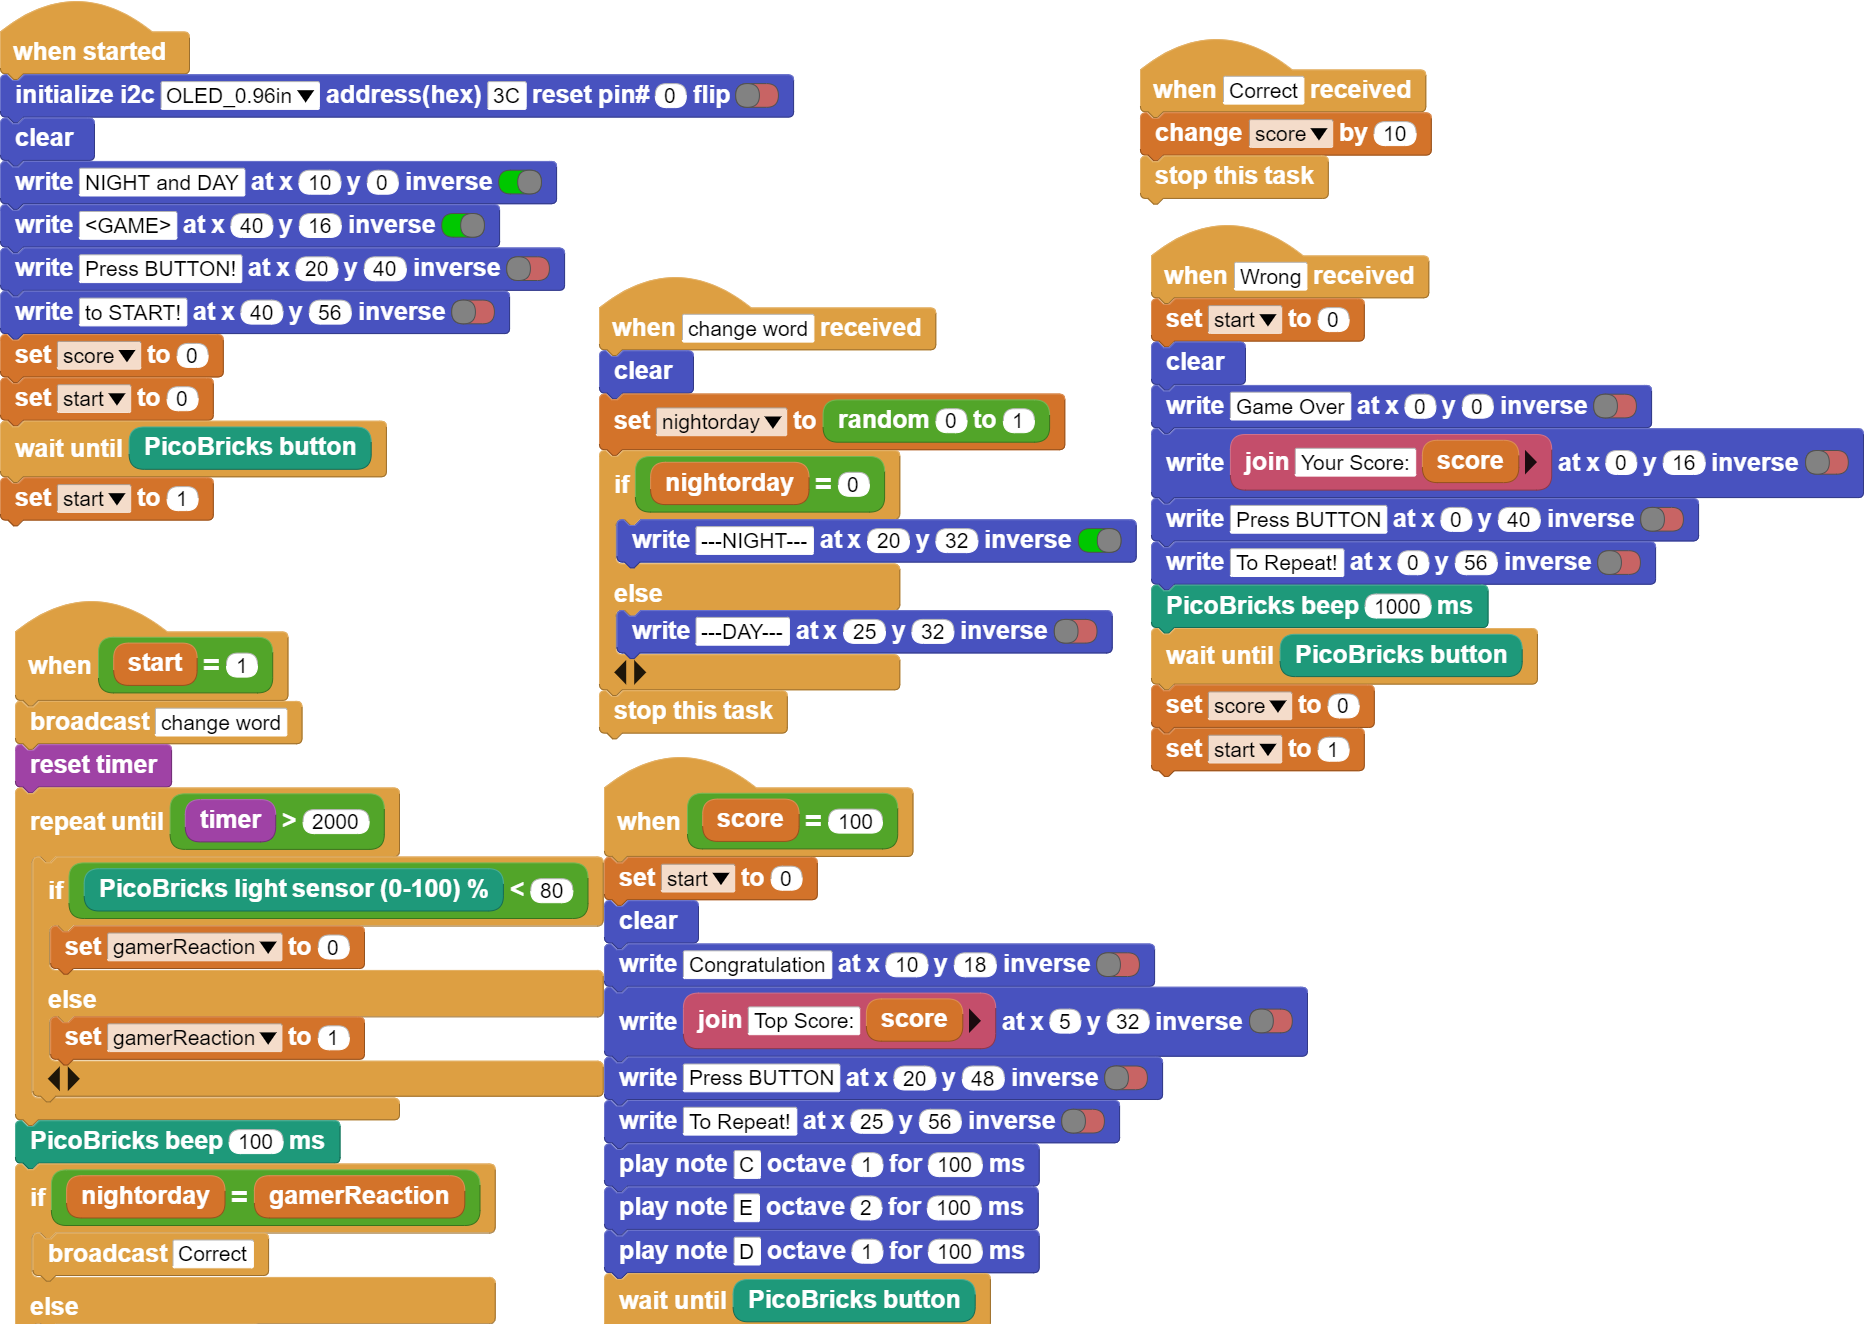 when started
initialize i2c OLED_0.96in address(hex) 3C reset pin# 0 flip
clear
write NIGHT and DAY at x 10 y 0 inverse
write <GAME> at x 40 y 16 inverse
write Press BUTTON! at x 20 y 40 inverse
write to START! at x 40 y 56 inverse
set score to 0
set start to 0
wait until PicoBricks button
set start to 1
when start = 1
broadcast change word
reset timer
repeat until timer > 2000
if PicoBricks light sensor (0-100) % < 80
set gamerReaction to 0
else
set gamerReaction to 1
PicoBricks beep 100 ms
if nightorday = gamerReaction
broadcast Correct
else
when change word received
clear
set nightorday to random 0 to 1
if nightorday = 0
write ---NIGHT--- at x 20 y 32 inverse
else
write ---DAY--- at x 25 y 32 inverse
stop this task
when score = 100
set start to 0
clear
write Congratulation at x 10 y 18 inverse
write join Top Score: score at x 5 y 32 inverse
write Press BUTTON at x 20 y 48 inverse
write To Repeat! at x 25 y 56 inverse
play note C octave 1 for 100 ms
play note E octave 2 for 100 ms
play note D octave 1 for 100 ms
wait until PicoBricks button
when Correct received
change score by 10
stop this task
when Wrong received
set start to 0
clear
write Game Over at x 0 y 0 inverse
write join Your Score: score at x 0 y 16 inverse
write Press BUTTON at x 0 y 40 inverse
write To Repeat! at x 0 y 56 inverse
PicoBricks beep 1000 ms
wait until PicoBricks button
set score to 0
set start to 1